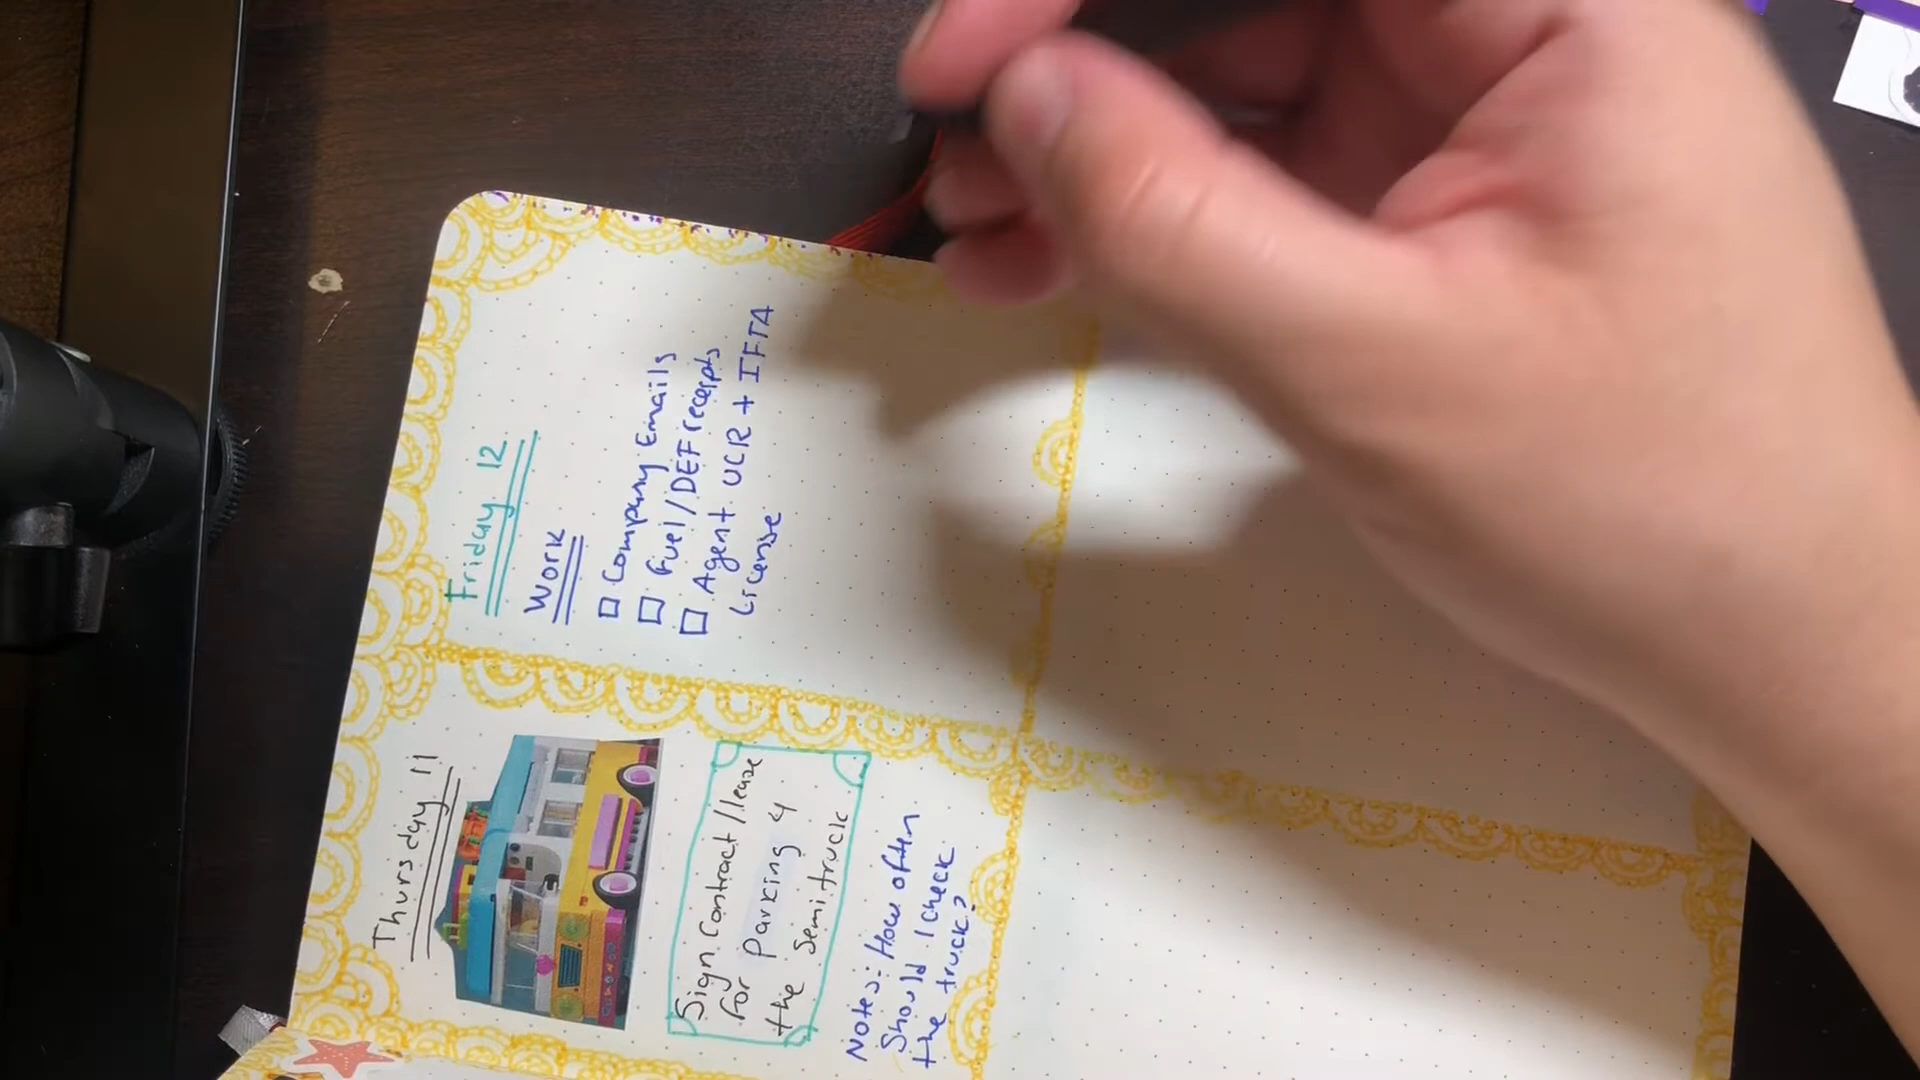 Thursday 11
Sign Contract/lease
For parking 4
the Semi truck
Notes: How often
Should I check
the truck?
Friday 12
Work
Company Emails
Fuel/DEF receipts
Agent UCR + IFTA
License